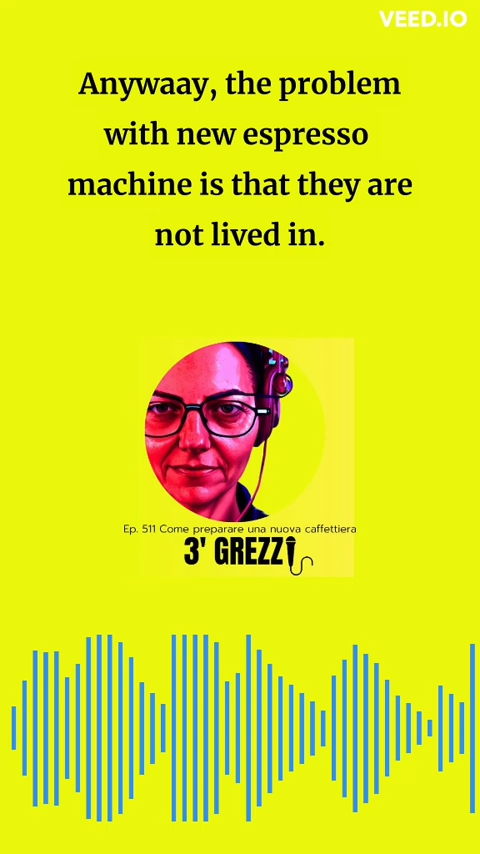 VEED.IO
Anywaay, the problem
with new espresso
machine is that they are
not lived in.
Ep. 511 Come preparare una nuova caffettiera
3' GREZZI